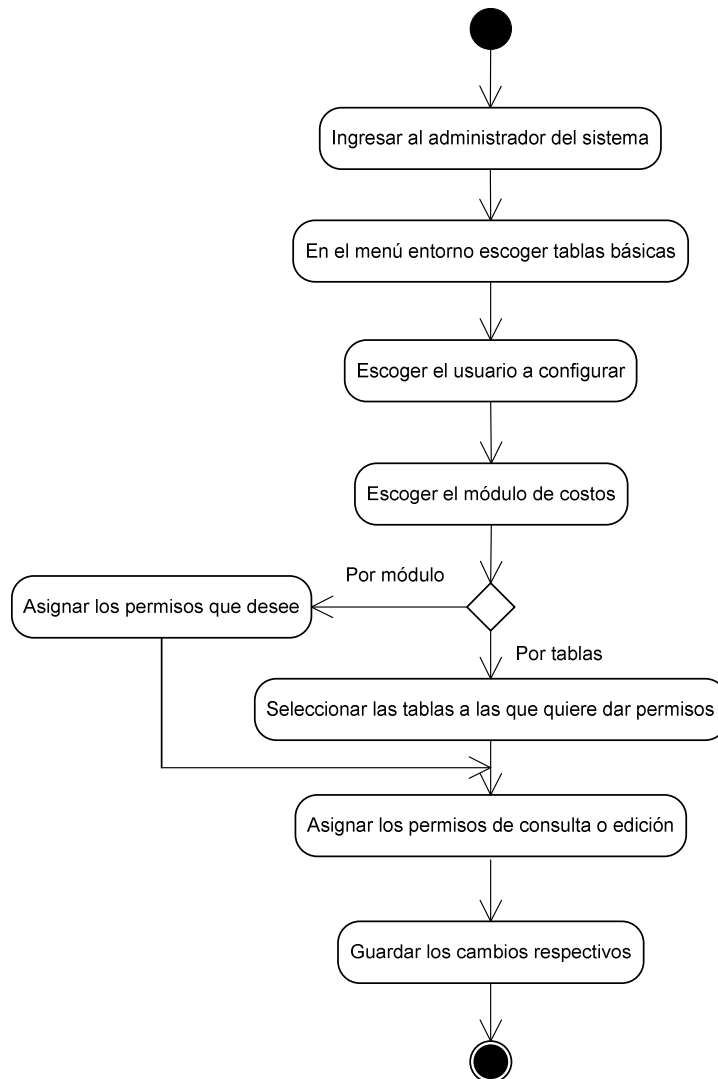 Ingresar al administrador del sistema
En el menú entorno escoger tablas básicas
Escoger el usuario a configurar
Escoger el módulo de costos
Por módulo
Asignar los permisos que desee
Por tablas
Seleccionar las tablas a las que quiere dar permisos
Asignar los permisos de consulta o edición
Guardar los cambios respectivos